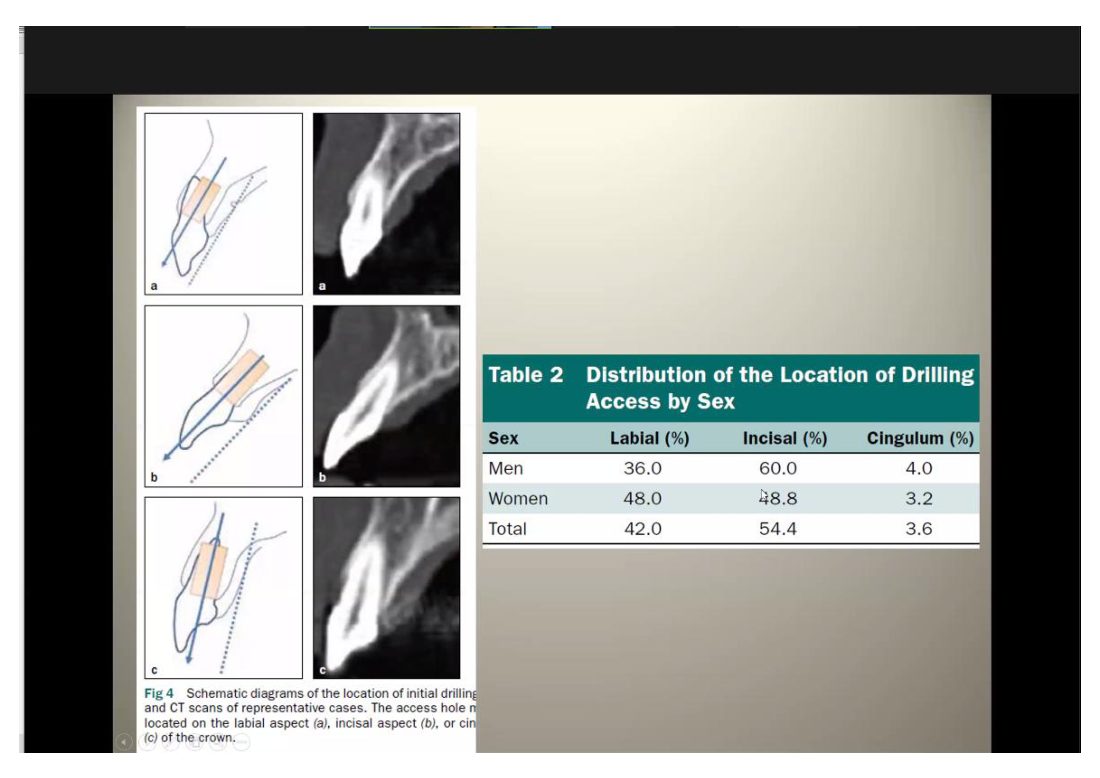 a
a
b
b
c
c
Fig 4 Schematic diagrams of the location of initial drilling
and CT scans of representative cases. The access hole
located on the labial aspect (a), incisal aspect (b), or
(c) of the crown.
Table 2 Distribution of the Location of Drilling
Access by Sex
Sex Labial (%) Incisal (%) Cingulum (%)
Men 36.0 60.0 4.0
Women 48.0 48.8 3.2
Total 42.0 54.4 3.6